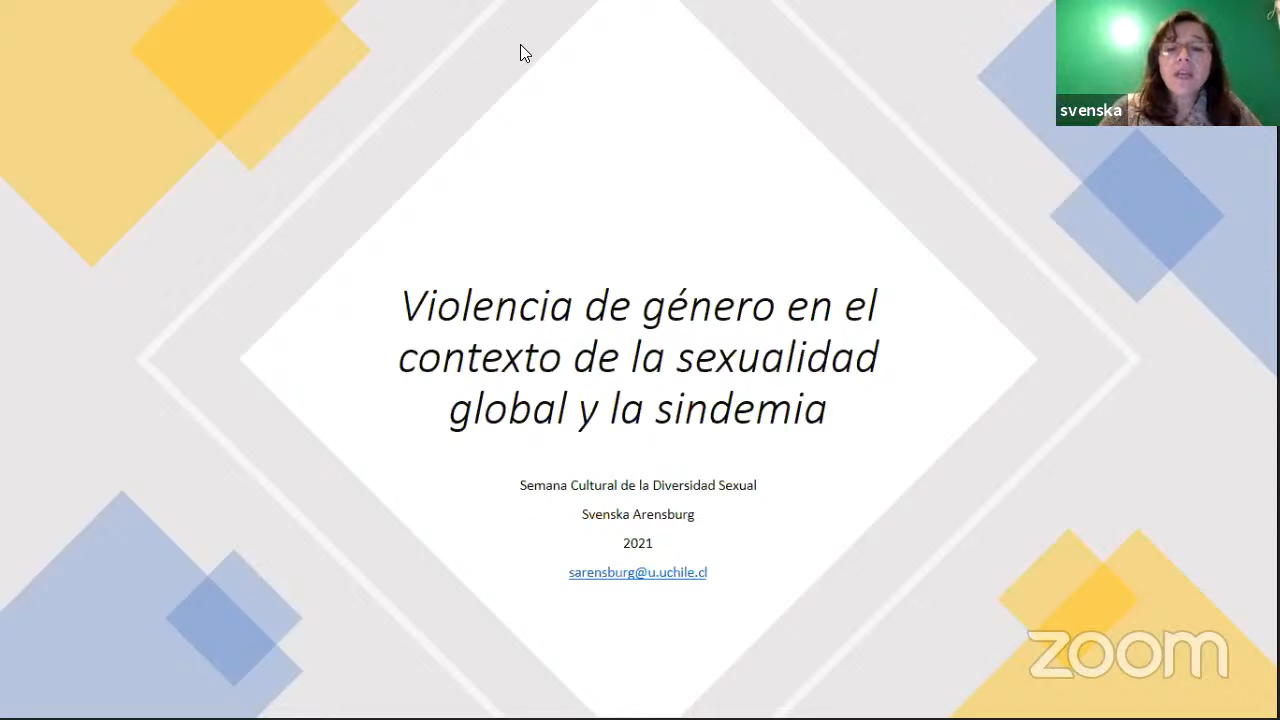 svenska
Violencia de género en el
contexto de la sexualidad
global y la sindemia
Semana Cultural de la Diversidad Sexual
Svenska Arensburg
2021
sarensburg@u.uchile.cl
zoom